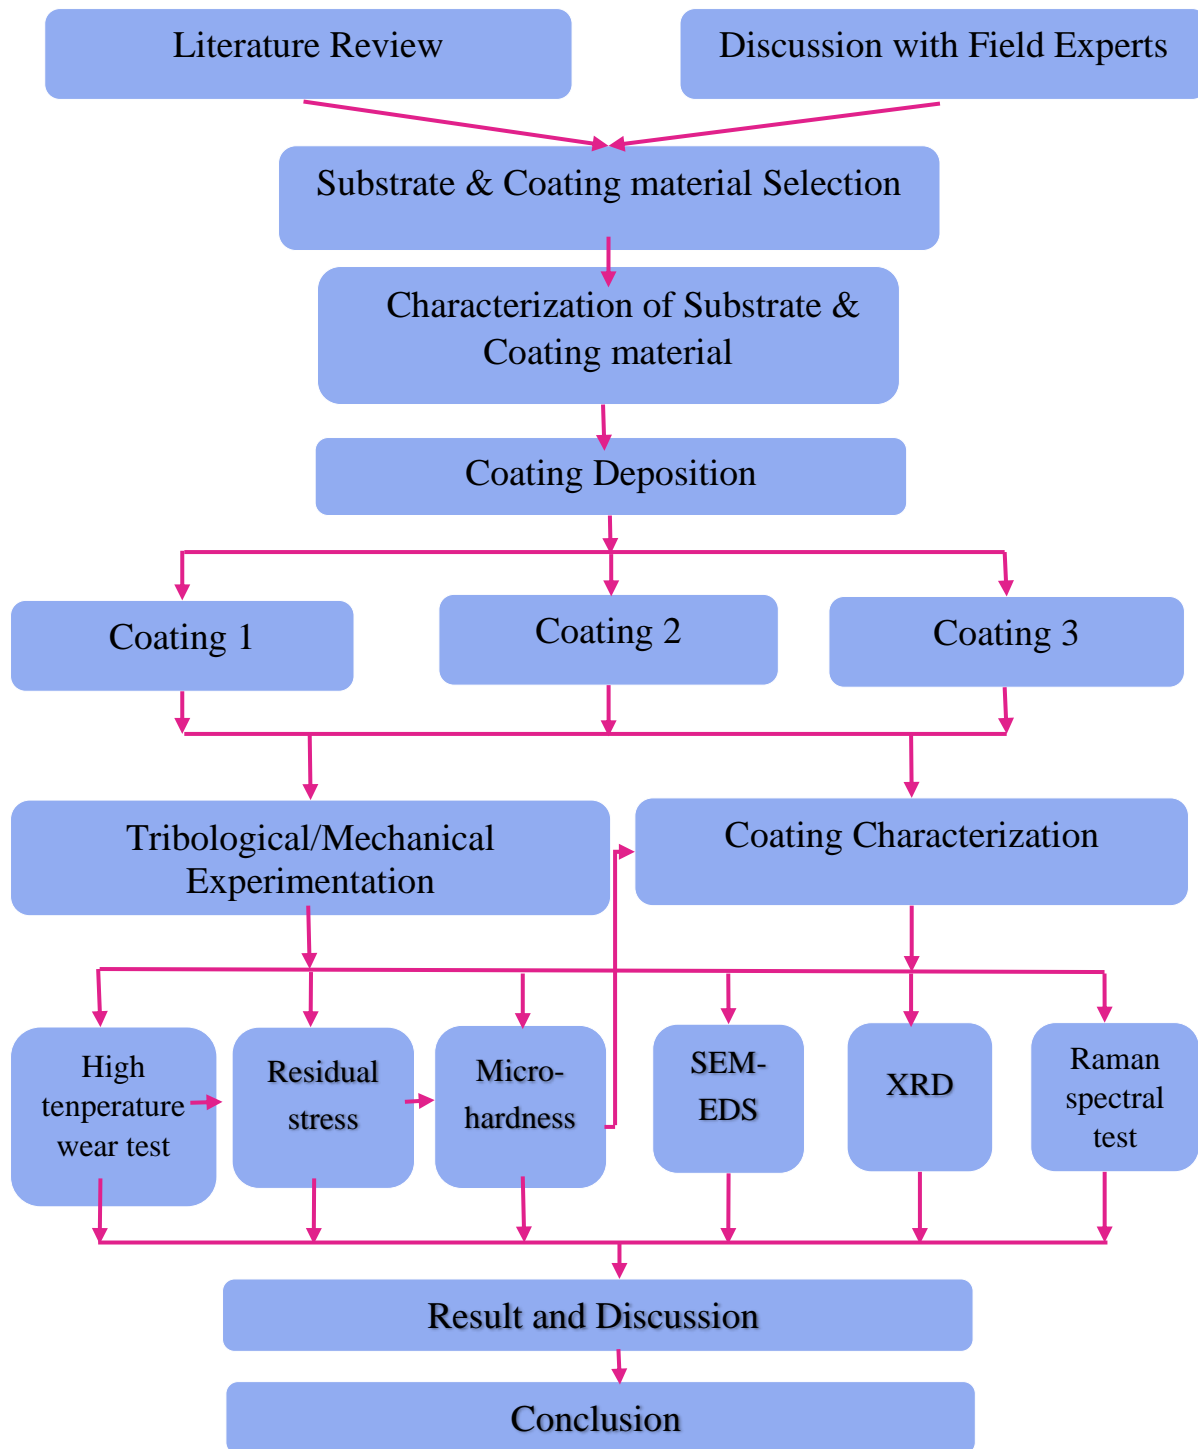 Literature Review
Discussion with Field Experts
Substrate & Coating material Selection
Characterization of Substrate &
Coating material
Coating Deposition
Coating 1
Coating 2
Coating 3
Tribological/Mechanical
Experimentation
Coating Characterization
High
tenperature
wear test
Residual
stress
Micro-
hardness
SEM-
EDS
XRD
Raman
spectral
test
Result and Discussion
Conclusion